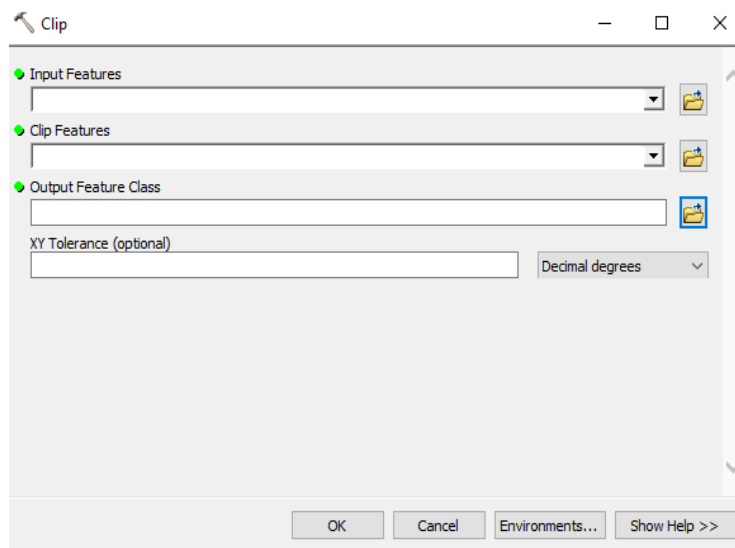 Clip
Input Features
Clip Features
Output Feature Class
XY Tolerance (optional)
Decimal degrees
OK Cancel Environments... Show Help >>